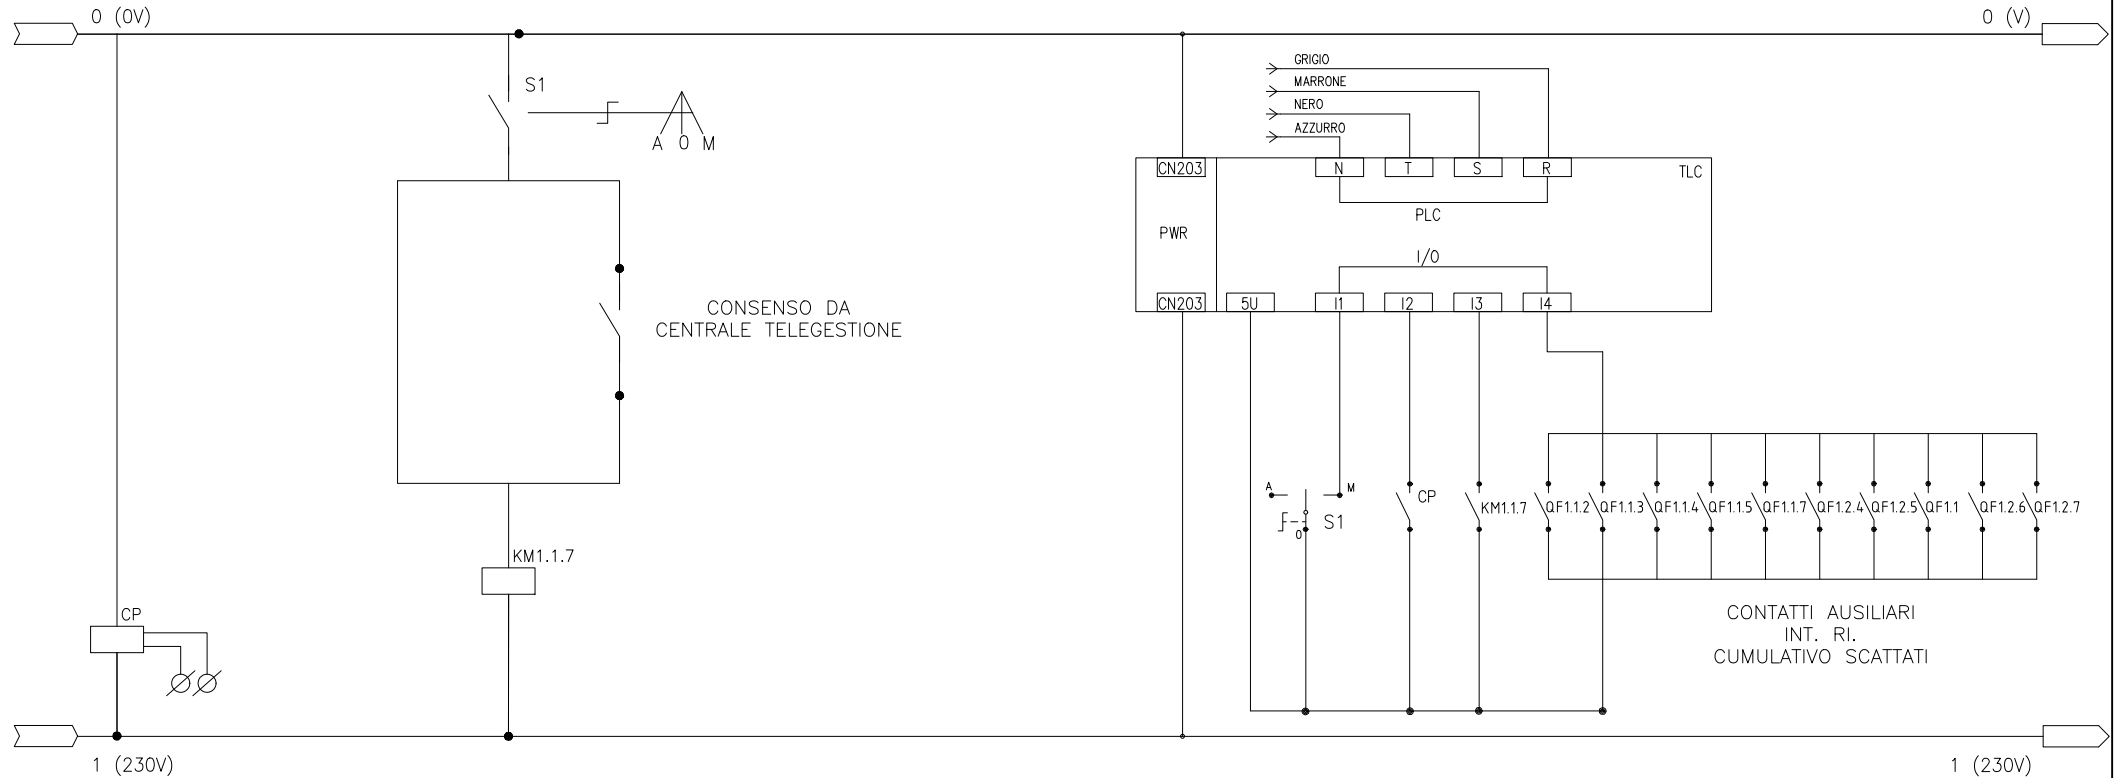 0 (0V)
0 (V)
S1
A 0 M
GRIGIO
MARRONE
NERO
AZZURRO
CN203
N
T
S
R
TLC
PLC
PWR
I/O
CN203
5U
I1
I2
I3
I4
CONSENSO DA
CENTRALE TELEGESTIONE
A
M
0
S1
CP
KM1.1.7
QF1.1.2
QF1.1.3
QF1.1.4
QF1.1.5
QF1.1.7
QF1.2.4
QF1.2.5
QF1.1
QF1.2.6
QF1.2.7
KM1.1.7
CP
CONTATTI AUSILIARI
INT. RI.
CUMULATIVO SCATTATI
1 (230V)
1 (230V)